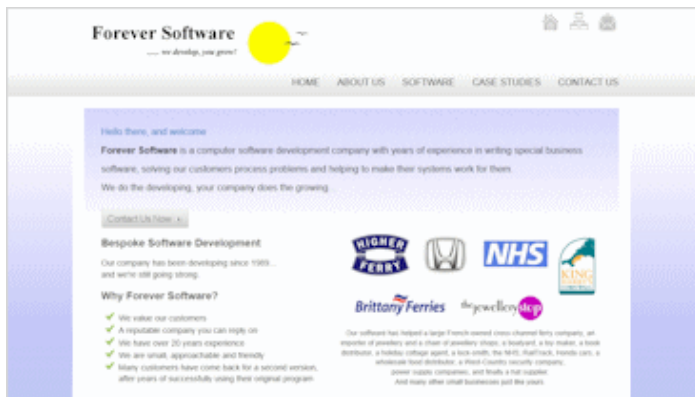 Forever Software
..... we develop, you grow!
HOME ABOUT US SOFTWARE CASE STUDIES CONTACT US
Hello there, and welcome
Forever Software is a computer software development company with years of experience in writing special business
software, solving our customers process problems and helping to make their systems work for them.
We do the developing, your company does the growing.
Contact Us Now
Bespoke Software Development
Our company has been developing since 1989...
and we're still going strong.
Why Forever Software?
We value our customers
A reputable company you can reply on
We have over 20 years experience
We are small, approachable and friendly
Many customers have come back for a second version,
after years of successfully using their original program
HIGHER
FERRY
NHS
KING
Brittany Ferries
the jewellery stop
Our software has helped a large French owned cross channel ferry company, an
importer of jewellery and a chain of jewellery shops, a boatyard, a toy maker, a book
distributor, a holiday cottage agent, a lock-smith, the NHS, RailTrack, Honda cars, a
wholesale food distributor, a West-Country security company,
power supply companies, and finally a hat supplier.
And many other small businesses just like yours